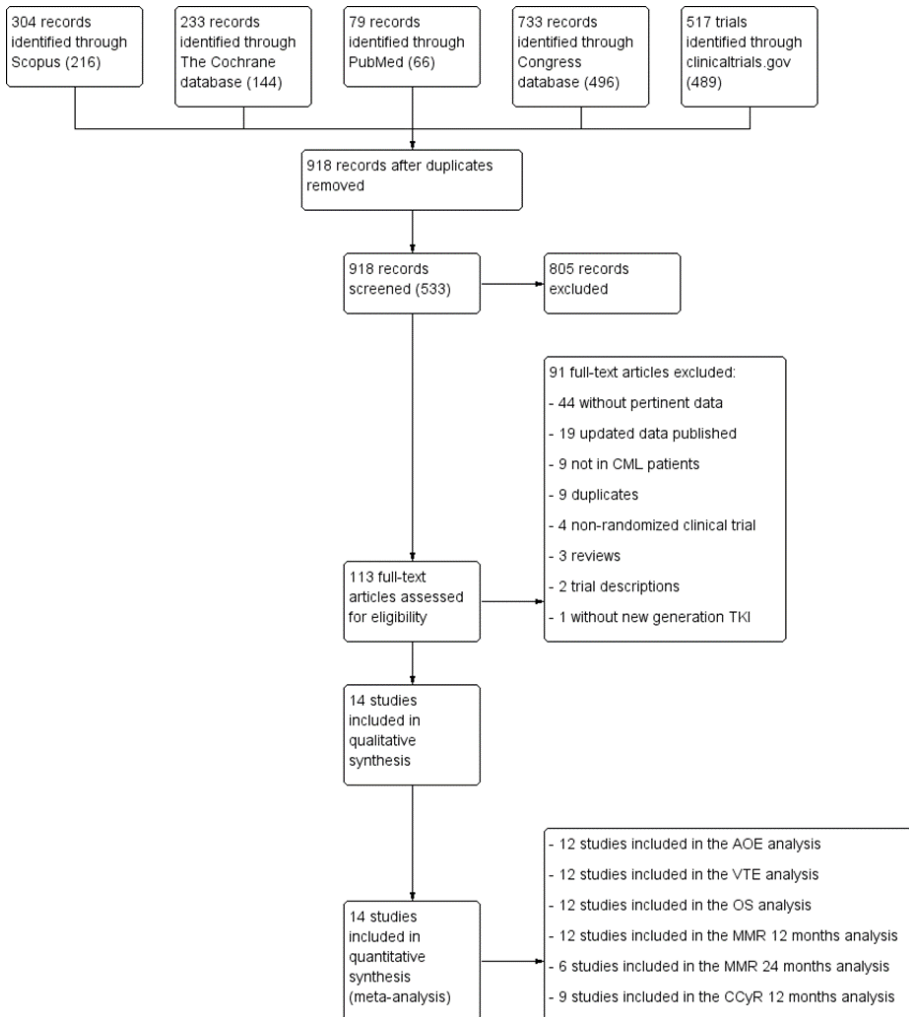 304 records
identified through
Scopus (216)
233 records
identified through
The Cochrane
database (144)
79 records
identified through
PubMed (66)
733 records
identified through
Congress
database (496)
517 trials
identified through
clinicaltrials.gov
(489)
918 records after duplicates
removed
918 records
screened (533)
805 records
excluded
113 full-text
articles assessed
for eligibility
91 full-text articles excluded:
- 44 without pertinent data
- 19 updated data published
- 9 not in CML patients
- 9 duplicates
- 4 non-randomized clinical trial
- 3 reviews
- 2 trial descriptions
- 1 without new generation TKI
14 studies
included in
qualitative
synthesis
14 studies
included in
quantitative
synthesis
(meta-analysis)
- 12 studies included in the AOE analysis
- 12 studies included in the VTE analysis
- 12 studies included in the OS analysis
- 12 studies included in the MMR 12 months analysis
- 6 studies included in the MMR 24 months analysis
- 9 studies included in the CCyR 12 months analysis